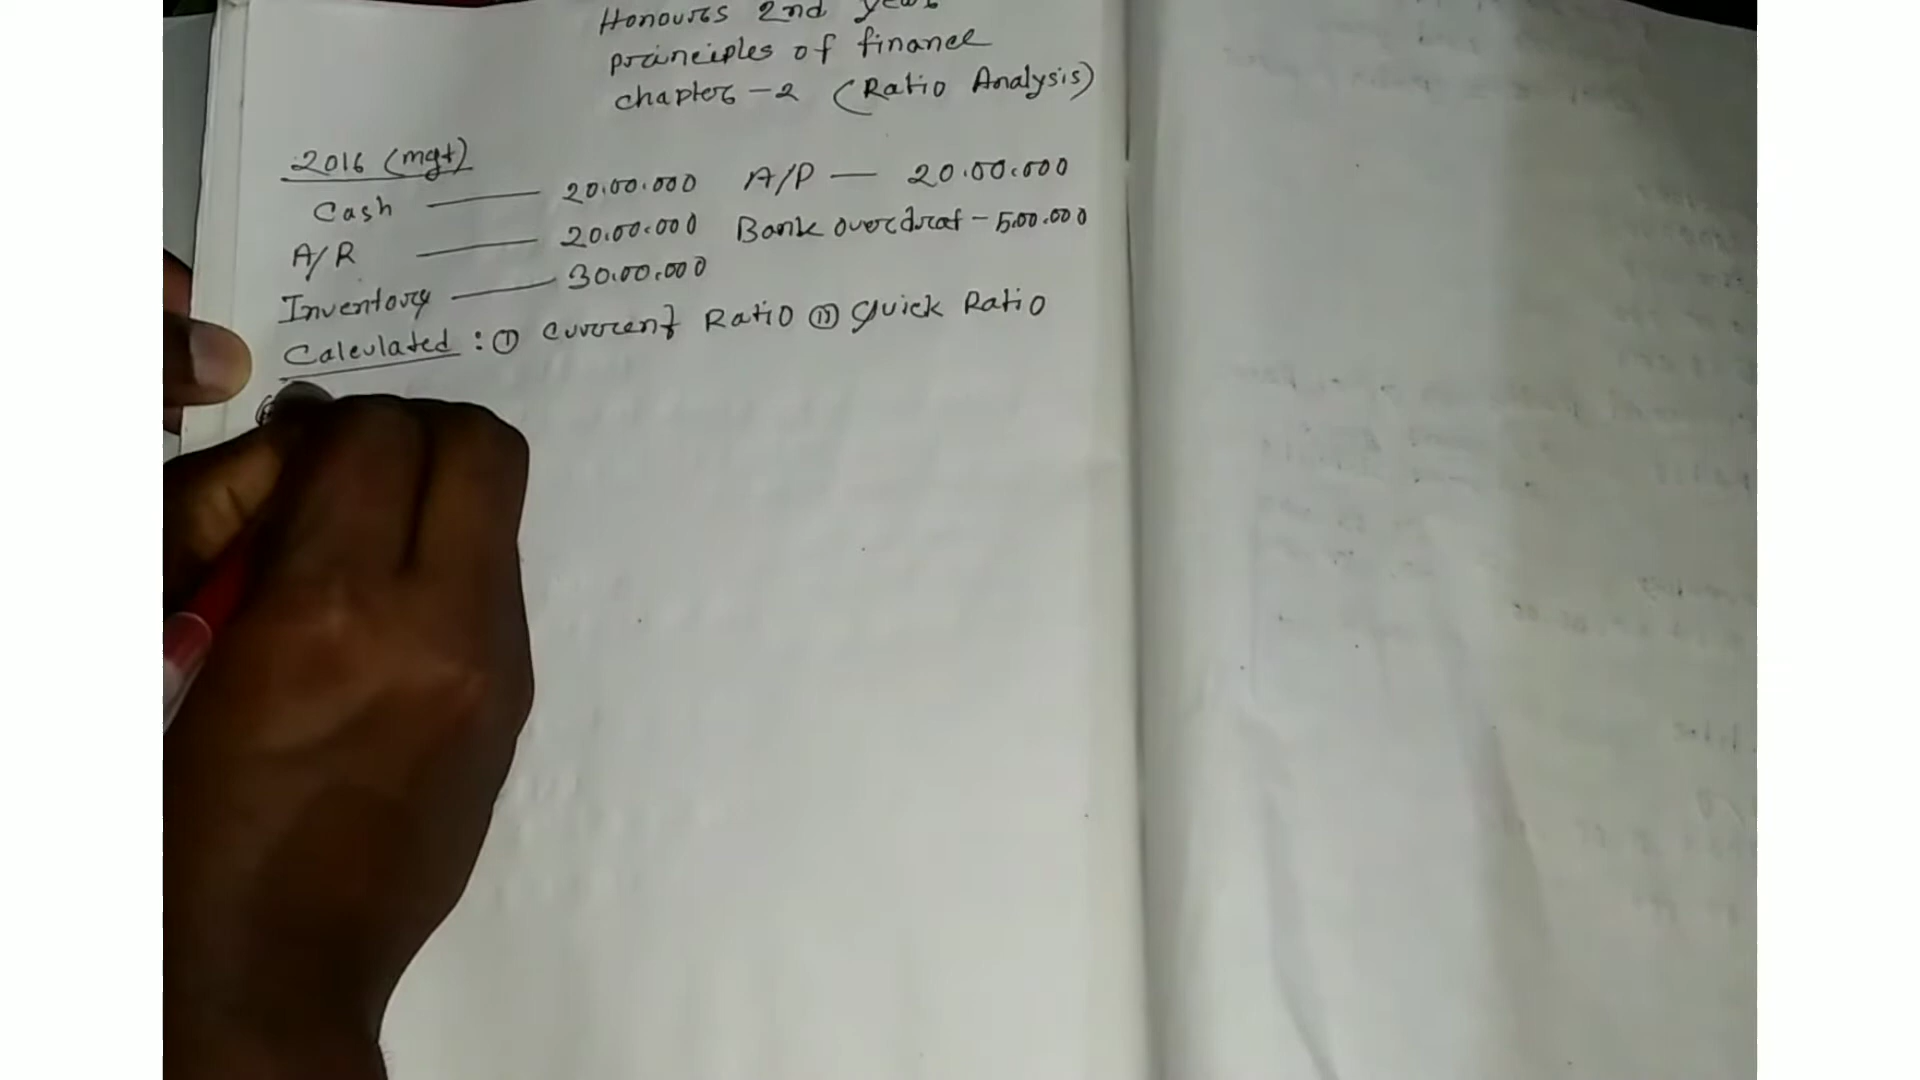 Honours 2nd year
principles of finance
chapter - 2 (Ratio Analysis)
2016 (mgt)
Cash — 20.00.000 A/P — 20.00.000
A/R — 20.00.000 Bank overdraf - 5.00.000
Inventory — 30.00.000
Calculated : (i) Current Ratio (ii) Quick Ratio